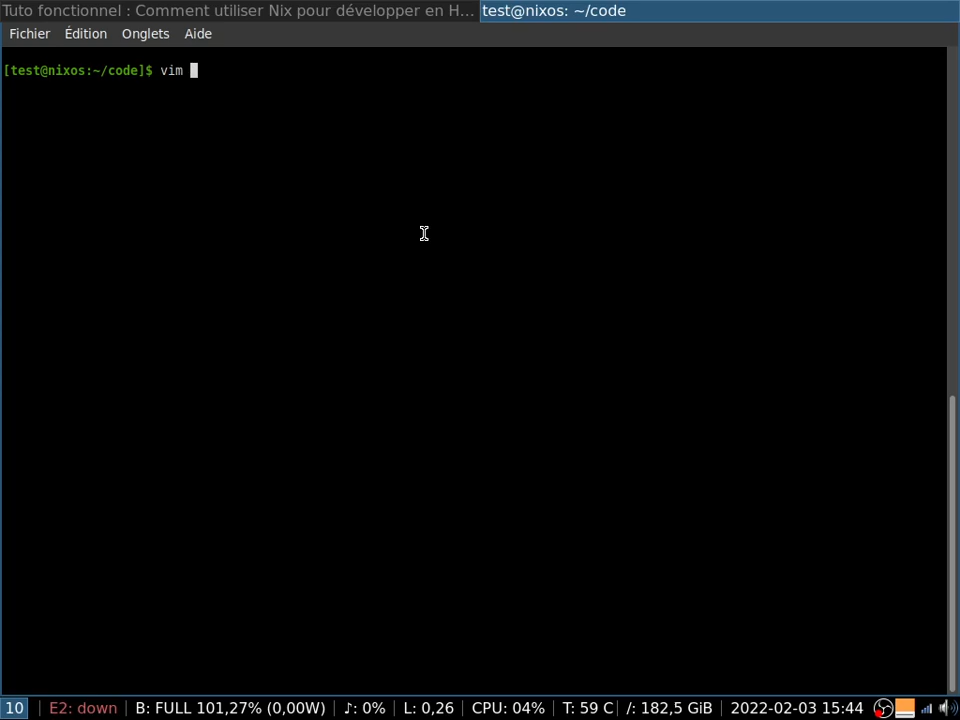 Tuto fonctionnel : Comment utiliser Nix pour développer en H... test@nixos: ~/code
Fichier Édition Onglets Aide
[test@nixos:~/code]$ vim
10 | E2: down | B: FULL 101,27% (0,00W) | ♪: 0% | L: 0,26 | CPU: 04% | T: 59 C | /: 182,5 GiB | 2022-02-03 15:44